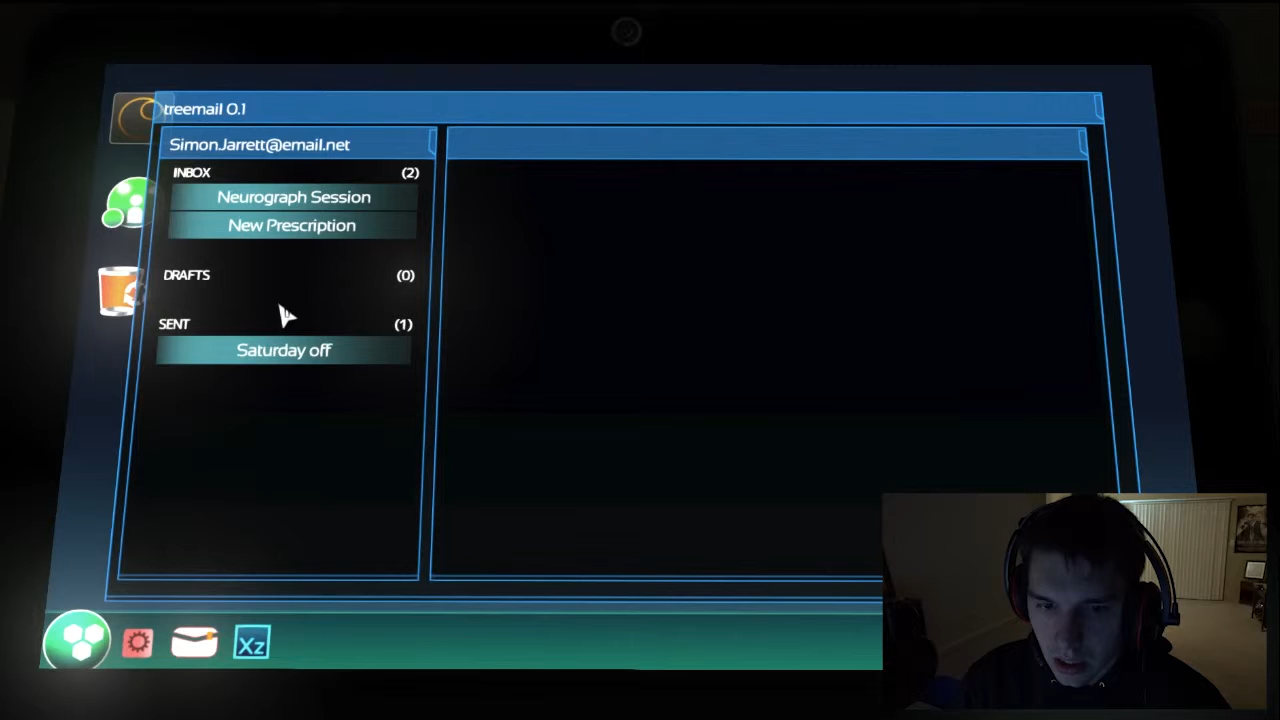 treemail 0.1
Simon.Jarrett@email.net
INBOX (2)
Neurograph Session
New Prescription
DRAFTS (0)
SENT (1)
Saturday off
Xz